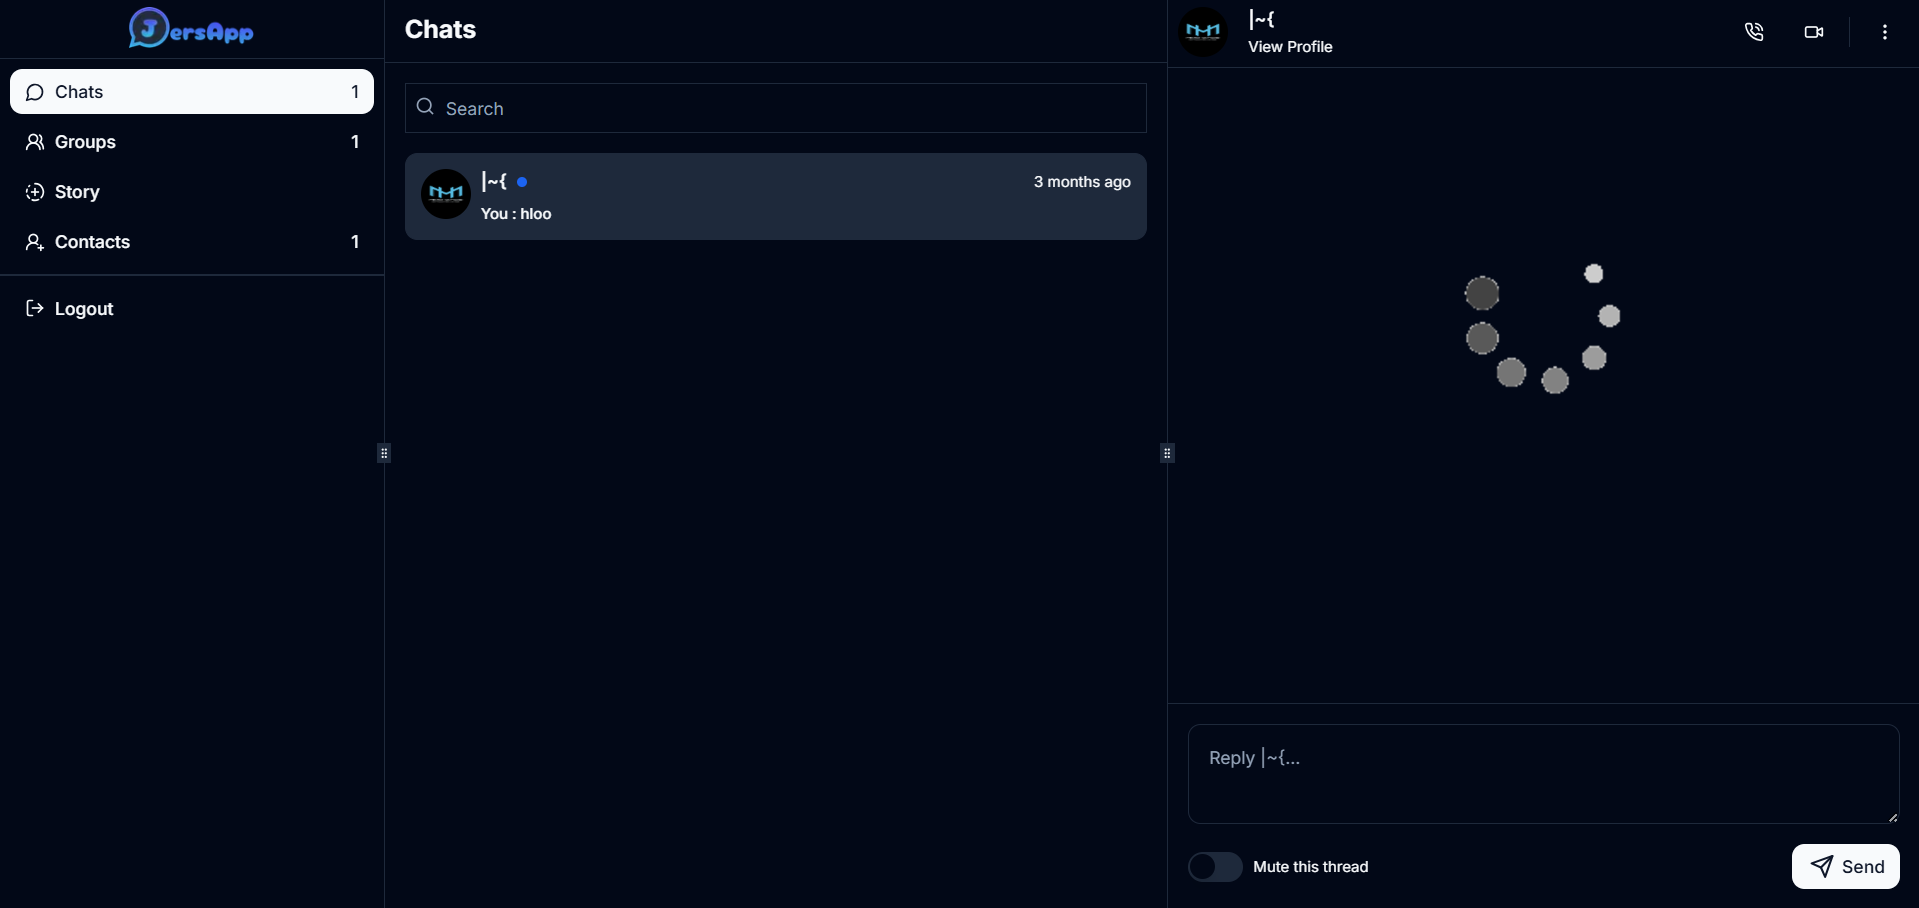 JersApp
Chats 1
Groups 1
Story
Contacts 1
Logout
Chats
Search
|~{
3 months ago
You : hloo
|~{
View Profile
Reply |~{...
Mute this thread
Send